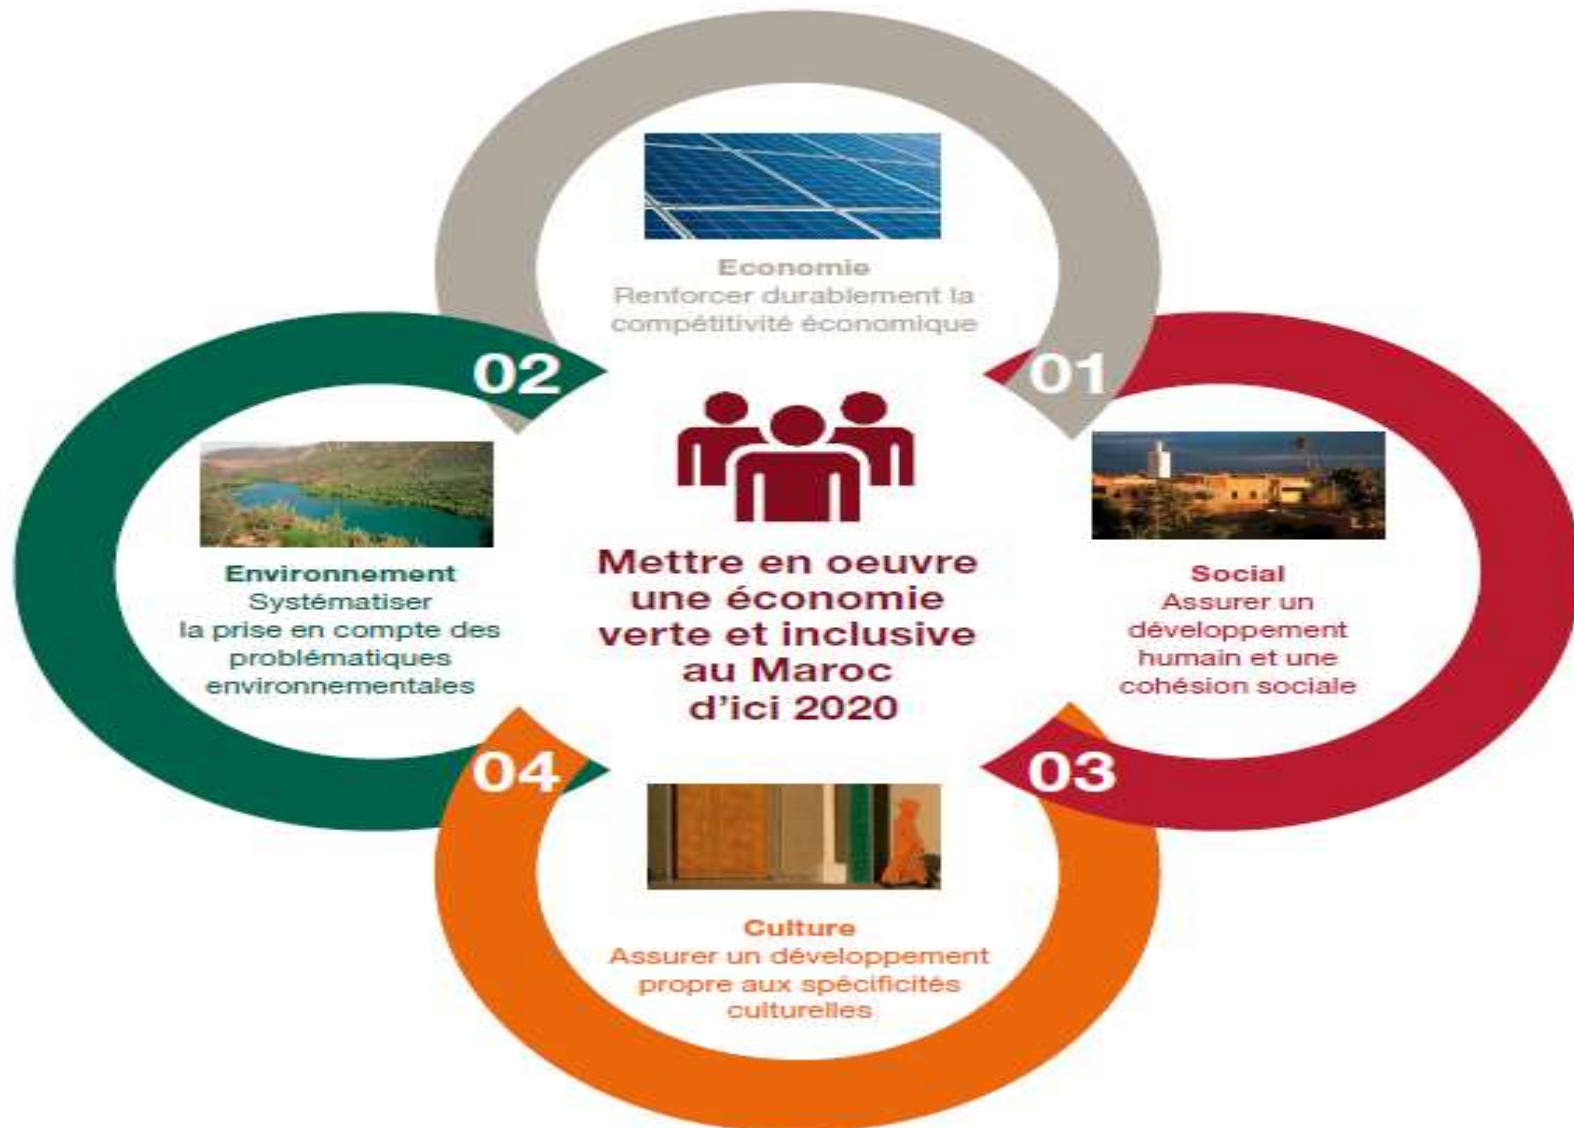 Economie
Renforcer durablement la
compétitivité économique
02
01
Environnement
Systématiser
la prise en compte des
problématiques
environnementales
Mettre en oeuvre
une économie
verte et inclusive
au Maroc
d'ici 2020
Social
Assurer un
développement
humain et une
cohésion sociale
04
03
Culture
Assurer un développement
propre aux spécificités
culturelles